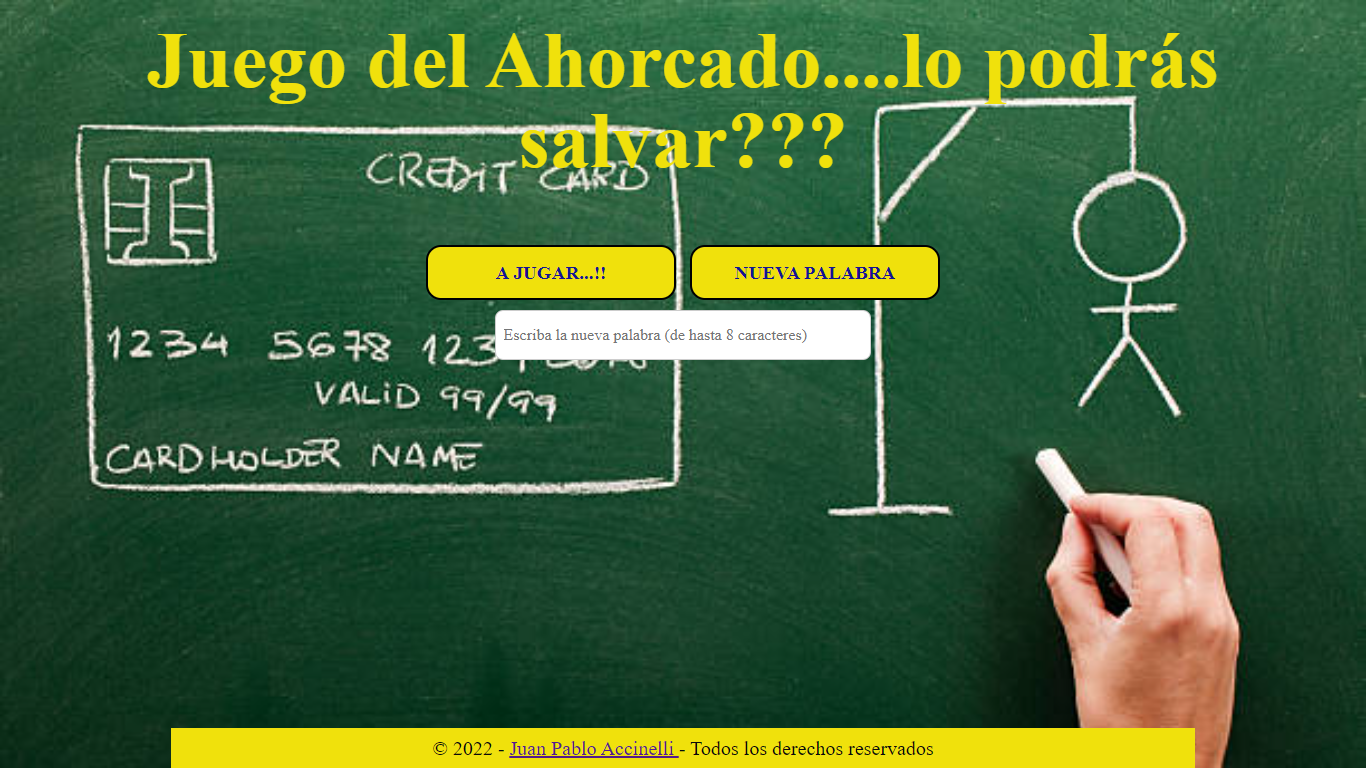 Juego del Ahorcado....lo podrás
salvar???
CREDIT CARD
A JUGAR...!!
NUEVA PALABRA
Escriba la nueva palabra (de hasta 8 caracteres)
1234 5678 123
VALID 99/99
CARDHOLDER NAME
© 2022 - Juan Pablo Accinelli - Todos los derechos reservados